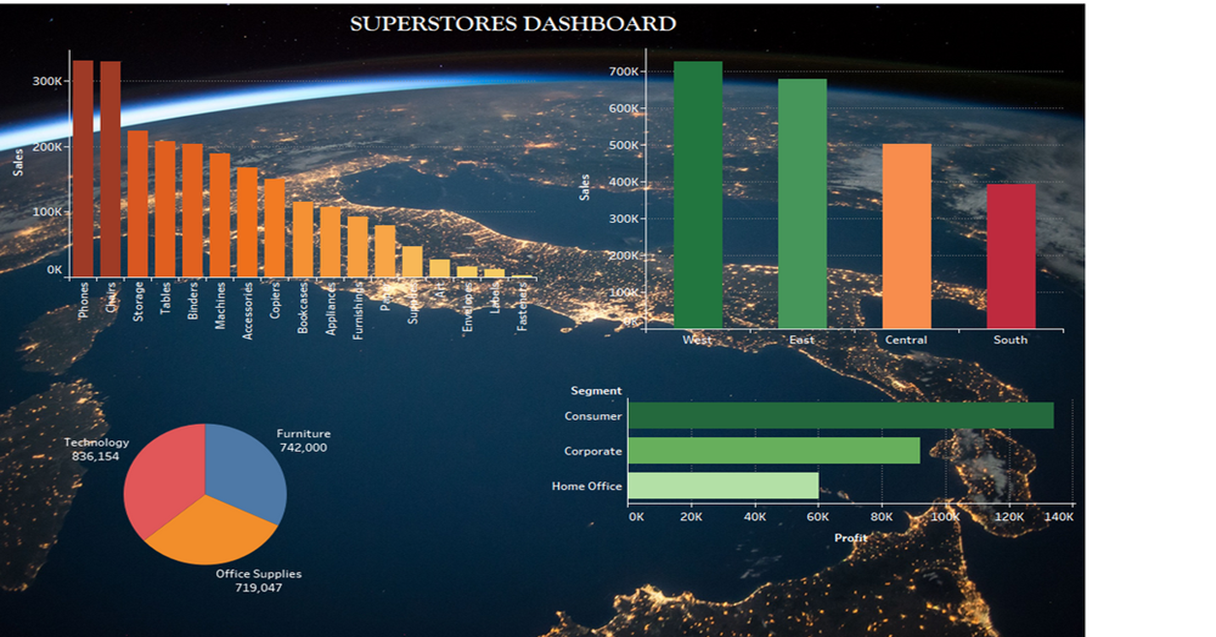 SUPERSTORES DASHBOARD
Sales
300K
200K
100K
0K
Phones
Chairs
Storage
Tables
Binders
Machines
Accessories
Copiers
Bookcases
Appliances
Furnishings
Paper
Supplies
Art
Envelopes
Labels
Fasteners
Sales
700K
600K
500K
400K
300K
200K
100K
0K
West
East
Central
South
Technology
836,154
Furniture
742,000
Office Supplies
719,047
Segment
Consumer
Corporate
Home Office
0K 20K 40K 60K 80K 100K 120K 140K
Profit